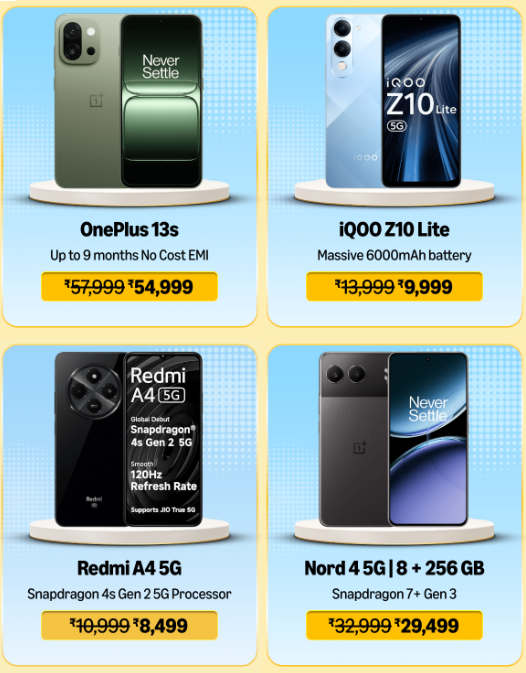 Never
Settle
OnePlus 13s
Up to 9 months No Cost EMI
₹57,999 ₹54,999
iQOO
Z10 Lite
5G
iQOO
iQOO Z10 Lite
Massive 6000mAh battery
₹13,999 ₹9,999
Redmi
A4 5G
Global Debut
Snapdragon®
4s Gen 2 5G
Smooth
120Hz
Refresh Rate
Supports JIO True 5G
Redmi
5G
Redmi A4 5G
Snapdragon 4s Gen 2 5G Processor
₹10,999 ₹8,499
Never
Settle
Nord 4 5G | 8 + 256 GB
Snapdragon 7+ Gen 3
₹32,999 ₹29,499